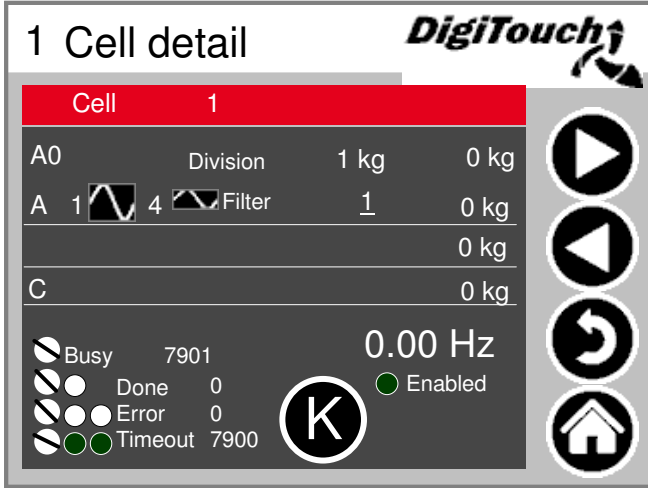 1 Cell detail
DigiTouch
Cell 1
A0 Division 1 kg 0 kg
A 1 4 Filter 1 0 kg
0 kg
C 0 kg
0.00 Hz
Busy 7901
Enabled
Done 0
Error 0
Timeout 7900
K